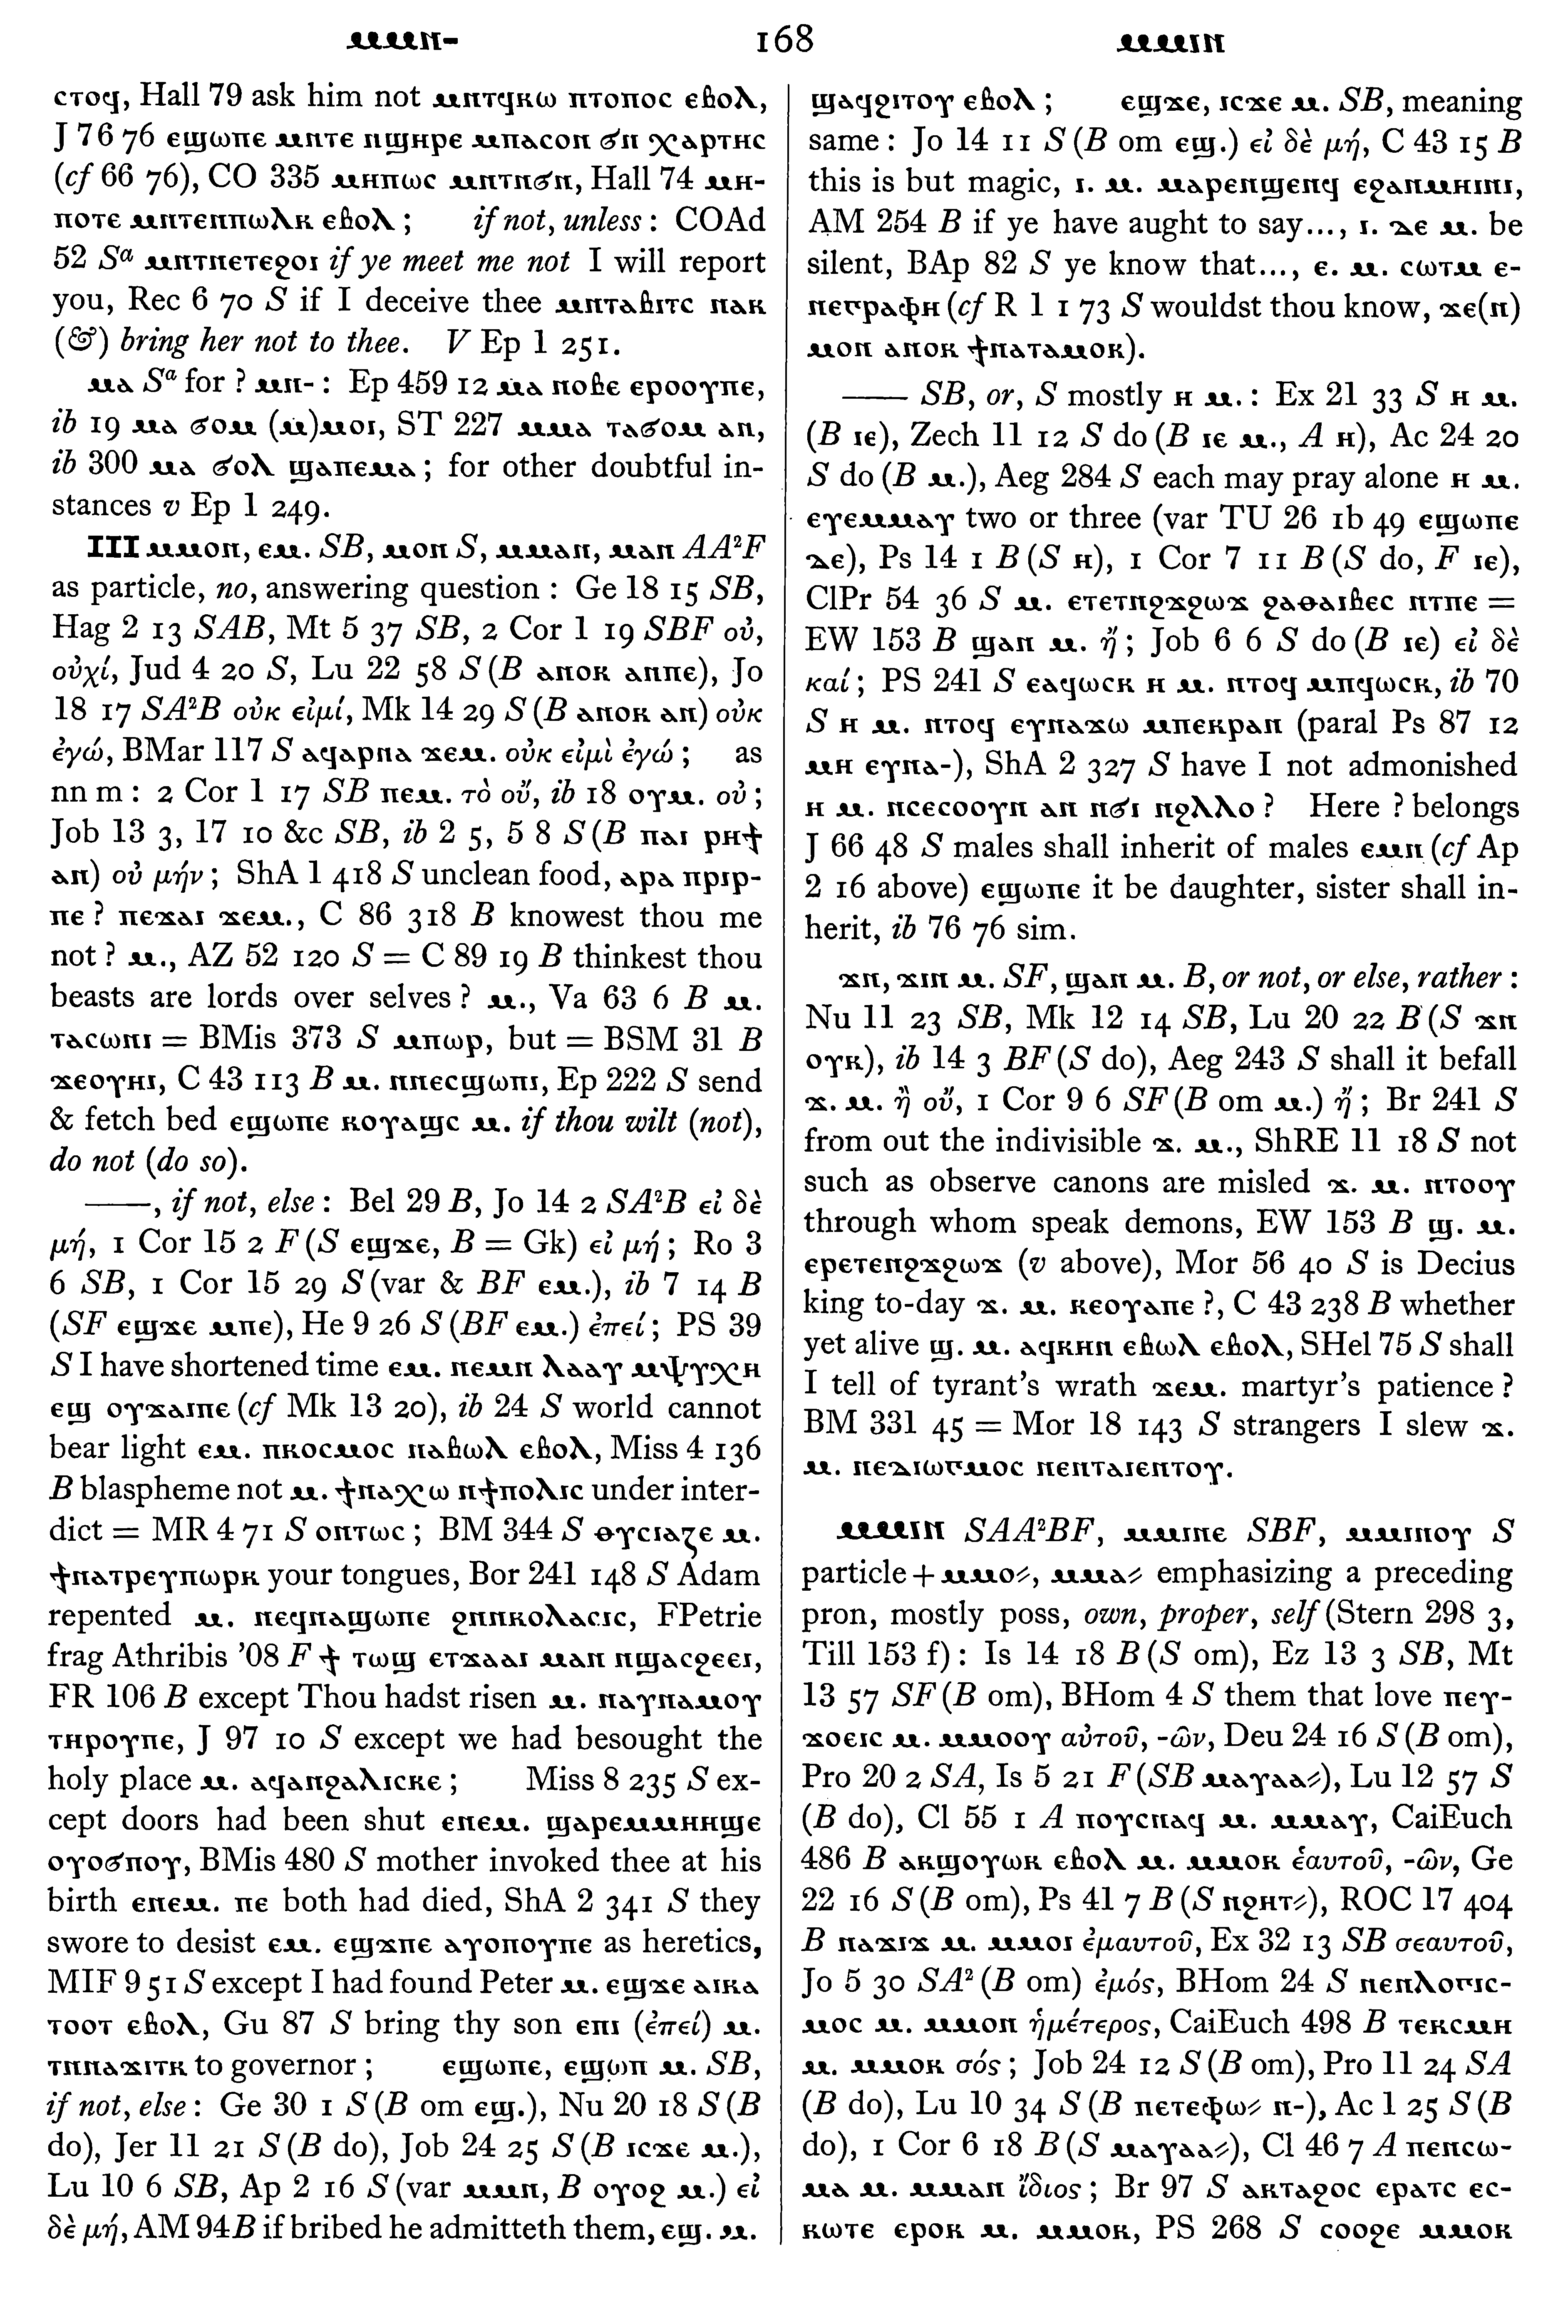 ⲙⲙⲛ-
168
ⲙⲙⲓⲛ
ⲥⲧⲟϥ, Hall 79 ask him not ⲙⲛⲧϥⲕⲱ ⲛⲧⲟⲡⲟⲥ ⲉⲃⲟⲗ,
J 76 76 ⲉϣⲱⲡⲉ ⲙⲛⲧⲉ ⲡϣⲏⲣⲉ ⲙⲡⲁⲥⲟⲛ ϭⲛ ⲭⲁⲣⲧⲏⲥ
(cf 66 76), CO 335 ⲙⲏⲡⲱⲥ ⲙⲛⲧⲛϭⲛ, Hall 74 ⲙⲏ-
ⲡⲟⲧⲉ ⲙⲛⲧⲉⲛⲡⲱⲗⲕ ⲉⲃⲟⲗ; if not, unless: COAd
52 Sa ⲙⲛⲧⲛⲉⲧⲉϩⲟⲓ if ye meet me not I will report
you, Rec 6 70 S if I deceive thee ⲙⲛⲧⲁⲃⲓⲧⲥ ⲛⲁⲕ
(&) bring her not to thee. V Ep 1 251.
ⲙⲁ Sa for ? ⲙⲛ-: Ep 459 12 ⲙⲁ ⲛⲟⲃⲉ ⲉⲣⲟⲟⲩⲡⲉ,
ib 19 ⲙⲁ ϭⲟⲙ (ⲙ)ⲙⲟⲓ, ST 227 ⲙⲙⲁ ⲧⲁϭⲟⲙ ⲁⲛ,
ib 300 ⲙⲁ ϭⲟⲗ ϣⲁⲡⲉⲙⲁ; for other doubtful in-
stances v Ep 1 249.
III ⲙⲙⲟⲛ, ⲉⲙ. SB, ⲙⲟⲛ S, ⲙⲙⲁⲛ, ⲙⲁⲛ AA²F
as particle, no, answering question: Ge 18 15 SB,
Hag 2 13 SAB, Mt 5 37 SB, 2 Cor 1 19 SBF οὐ,
οὐχί, Jud 4 20 S, Lu 22 58 S (B ⲁⲛⲟⲕ ⲁⲛⲡⲉ), Jo
18 17 SA²B οὐκ εἰμί, Mk 14 29 S (B ⲁⲛⲟⲕ ⲁⲛ) οὐκ
ἐγώ, BMar 117 S ⲁϥⲁⲣⲛⲁ ϫⲉⲙ. οὐκ εἰμὶ ἐγώ; as
nn m: 2 Cor 1 17 SB ⲡⲉⲙ. τὸ οὔ, ib 18 ⲟⲩⲙ. οὐ;
Job 13 3, 17 10 &c SB, ib 2 5, 5 8 S (B ⲡⲁⲓ ⲣⲏϯ
ⲁⲛ) οὐ μήν; ShA 1 418 S unclean food, ⲁⲣⲁ ⲡⲣⲓⲣ-
ⲡⲉ? ⲡⲉϫⲁⲓ ϫⲉⲙ., C 86 318 B knowest thou me
not? ⲙ., AZ 52 120 S = C 89 19 B thinkest thou
beasts are lords over selves? ⲙ., Va 63 6 B ⲙ.
ⲧⲁⲥⲱⲛⲓ = BMis 373 S ⲙⲡⲱⲣ, but = BSM 31 B
ϫⲉⲟⲩⲏⲓ, C 43 113 B ⲙ. ⲛⲛⲉⲥϣⲱⲡⲓ, Ep 222 S send
& fetch bed ⲉϣⲱⲡⲉ ⲕⲟⲩⲁϣⲥ ⲙ. if thou wilt (not),
do not (do so).
——, if not, else: Bel 29 B, Jo 14 2 SA²B εἰ δὲ
μή, 1 Cor 15 2 F (S ⲉϣϫⲉ, B = Gk) εἰ μή; Ro 3
6 SB, 1 Cor 15 29 S (var & BF ⲉⲙ.), ib 7 14 B
(SF ⲉϣϫⲉ ⲙⲡⲉ), He 9 26 S (BF ⲉⲙ.) ἐπεί; PS 39
S I have shortened time ⲉⲙ. ⲛⲉⲙⲛ ⲗⲁⲁⲩ ⲙⲯⲩⲭⲏ
ⲉϣ ⲟⲩϫⲁⲓⲡⲉ (cf Mk 13 20), ib 24 S world cannot
bear light ⲉⲙ. ⲡⲕⲟⲥⲙⲟⲥ ⲛⲁⲃⲱⲗ ⲉⲃⲟⲗ, Miss 4 136
B blaspheme not ⲙ. ϯⲛⲁⲭⲱ ⲛϯⲡⲟⲗⲓⲥ under inter-
dict = MR 4 71 S ⲟⲛⲧⲱⲥ; BM 344 S ⲑⲩⲥⲓⲁⲍⲉ ⲙ.
ϯⲛⲁⲧⲣⲉⲩⲡⲱⲣⲕ your tongues, Bor 241 148 S Adam
repented ⲙ. ⲛⲉϥⲛⲁϣⲱⲡⲉ ϩⲛⲛⲕⲟⲗⲁⲥⲓⲥ, FPetrie
frag Athribis '08 F ϯ ⲧⲱϣ ⲉⲧϫⲁⲁⲓ ⲙⲁⲛ ⲛϣⲁⲥϩⲉⲉⲓ,
FR 106 B except Thou hadst risen ⲙ. ⲛⲁⲩⲛⲁⲙⲟⲩ
ⲧⲏⲣⲟⲩⲡⲉ, J 97 10 S except we had besought the
holy place ⲙ. ⲁϥⲁⲛϩⲁⲗⲓⲥⲕⲉ; Miss 8 235 S ex-
cept doors had been shut ⲉⲛⲉⲙ. ϣⲁⲣⲉⲙⲙⲏⲏϣⲉ
ⲟⲩⲟϭⲡⲟⲩ, BMis 480 S mother invoked thee at his
birth ⲉⲛⲉⲙ. ⲡⲉ both had died, ShA 2 341 S they
swore to desist ⲉⲙ. ⲉϣϫⲡⲉ ⲁⲩⲟⲛⲟⲩⲡⲉ as heretics,
MIF 9 51 S except I had found Peter ⲙ. ⲉϣϫⲉ ⲁⲓⲕⲁ
ⲧⲟⲟⲧ ⲉⲃⲟⲗ, Gu 87 S bring thy son ⲉⲡⲓ (ἐπεί) ⲙ.
ⲧⲛⲛⲁϫⲓⲧⲕ to governor; ⲉϣⲱⲡⲉ, ⲉϣⲱⲡ ⲙ. SB,
if not, else: Ge 30 1 S (B om ⲉϣ.), Nu 20 18 S (B
do), Jer 11 21 S (B do), Job 24 25 S (B ⲓⲥϫⲉ ⲙ.),
Lu 10 6 SB, Ap 2 16 S (var ⲙⲙⲛ, B ⲟⲩⲟϩ ⲙ.) εἰ
δὲ μή, AM 94 B if bribed he admitteth them, ⲉϣ. ⲙ.
ϣⲁϥϩⲓⲧⲟⲩ ⲉⲃⲟⲗ; ⲉϣϫⲉ, ⲓⲥϫⲉ ⲙ. SB, meaning
same: Jo 14 11 S (B om ⲉϣ.) εἰ δὲ μή, C 43 15 B
this is but magic, ⲓ. ⲙ. ⲙⲁⲣⲉⲛϣⲉⲛϥ ⲉϩⲁⲛⲙⲏⲓⲛⲓ,
AM 254 B if ye have aught to say..., ⲓ. ⲇⲉ ⲙ. be
silent, BAp 82 S ye know that..., ⲉ. ⲙ. ⲥⲱⲧⲙ ⲉ-
ⲛⲉⲅⲣⲁⲫⲏ (cf R 1 1 73 S wouldst thou know, ϫⲉ(ⲛ)
ⲙⲟⲛ ⲁⲛⲟⲕ ϯⲛⲁⲧⲁⲙⲟⲕ).
—— SB, or, S mostly ⲏ ⲙ.: Ex 21 33 S ⲏ ⲙ.
(B ⲓⲉ), Zech 11 12 S do (B ⲓⲉ ⲙ., A ⲏ), Ac 24 20
S do (B ⲙ.), Aeg 284 S each may pray alone ⲏ ⲙ.
ⲉⲩⲉⲙⲙⲁⲩ two or three (var TU 26 1b 49 ⲉϣⲱⲡⲉ
ⲇⲉ), Ps 14 1 B (S ⲏ), 1 Cor 7 11 B (S do, F ⲓⲉ),
ClPr 54 36 S ⲙ. ⲉⲧⲉⲧⲛϩϫϩⲱϫ ϩⲁⲑⲁⲓⲃⲉⲥ ⲛⲧⲡⲉ =
EW 153 B ϣⲁⲛ ⲙ. ἤ; Job 6 6 S do (B ⲓⲉ) εἰ δὲ
καί; PS 241 S ⲉⲁϥⲱⲥⲕ ⲏ ⲙ. ⲛⲧⲟϥ ⲙⲡϥⲱⲥⲕ, ib 70
S ⲏ ⲙ. ⲛⲧⲟϥ ⲉⲩⲛⲁϫⲱ ⲙⲡⲉⲕⲣⲁⲛ (paral Ps 87 12
ⲙⲏ ⲉⲩⲛⲁ-), ShA 2 327 S have I not admonished
ⲏ ⲙ. ⲛⲥⲉⲥⲟⲟⲩⲛ ⲁⲛ ⲛϭⲓ ⲛϩⲗⲗⲟ? Here ? belongs
J 66 48 S males shall inherit of males ⲉⲙⲛ (cf Ap
2 16 above) ⲉϣⲱⲡⲉ it be daughter, sister shall in-
herit, ib 76 76 sim.
ϫⲛ, ϫⲓⲛ ⲙ. SF, ϣⲁⲛ ⲙ. B, or not, or else, rather:
Nu 11 23 SB, Mk 12 14 SB, Lu 20 22 B (S ϫⲛ
ⲟⲩⲕ), ib 14 3 BF (S do), Aeg 243 S shall it befall
ϫ. ⲙ. ἢ οὔ, 1 Cor 9 6 SF (B om ⲙ.) ἤ; Br 241 S
from out the indivisible ϫ. ⲙ., ShRE 11 18 S not
such as observe canons are misled ϫ. ⲙ. ⲛⲧⲟⲟⲩ
through whom speak demons, EW 153 B ϣ. ⲙ.
ⲉⲣⲉⲧⲉⲛϩϫϩⲱϫ (v above), Mor 56 40 S is Decius
king to-day ϫ. ⲙ. ⲕⲉⲟⲩⲁⲡⲉ?, C 43 238 B whether
yet alive ϣ. ⲙ. ⲁϥⲕⲏⲛ ⲉⲃⲱⲗ ⲉⲃⲟⲗ, SHel 75 S shall
I tell of tyrant's wrath ϫⲉⲙ. martyr's patience?
BM 331 45 = Mor 18 143 S strangers I slew ϫ.
ⲙ. ⲡⲉⲇⲓⲱⲅⲙⲟⲥ ⲡⲉⲛⲧⲁⲓⲉⲛⲧⲟⲩ.
ⲙⲙⲓⲛ SAA²BF, ⲙⲙⲓⲛⲉ SBF, ⲙⲙⲓⲛⲟⲩ S
particle + ⲙⲙⲟ⸗, ⲙⲙⲁ⸗ emphasizing a preceding
pron, mostly poss, own, proper, self (Stern 298 3,
Till 153 f): Is 14 18 B (S om), Ez 13 3 SB, Mt
13 57 SF (B om), BHom 4 S them that love ⲡⲉⲩ-
ϫⲟⲉⲓⲥ ⲙ. ⲙⲙⲟⲟⲩ αὐτοῦ, -ῶν, Deu 24 16 S (B om),
Pro 20 2 SA, Is 5 21 F (SB ⲙⲁⲩⲁⲁ⸗), Lu 12 57 S
(B do), Cl 55 1 A ⲡⲟⲩⲥⲛⲁϥ ⲙ. ⲙⲙⲁⲩ, CaiEuch
486 B ⲁⲕϣⲟⲩⲱⲕ ⲉⲃⲟⲗ ⲙ. ⲙⲙⲟⲕ ἑαυτοῦ, -ῶν, Ge
22 16 S (B om), Ps 41 7 B (S ⲛϩⲏⲧ⸗), ROC 17 404
B ⲛⲁϫⲓϫ ⲙ. ⲙⲙⲟⲓ ἐμαυτοῦ, Ex 32 13 SB σεαυτοῦ,
Jo 5 30 SA² (B om) ἐμός, BHom 24 S ⲡⲉⲛⲗⲟⲅⲓⲥ-
ⲙⲟⲥ ⲙ. ⲙⲙⲟⲛ ἡμέτερος, CaiEuch 498 B ⲧⲉⲕⲥⲙⲏ
ⲙ. ⲙⲙⲟⲕ σός; Job 24 12 S (B om), Pro 11 24 SA
(B do), Lu 10 34 S (B ⲡⲉⲧⲉⲫⲱ⸗ ⲛ-), Ac 1 25 S (B
do), 1 Cor 6 18 B (S ⲙⲁⲩⲁⲁ⸗), Cl 46 7 A ⲡⲉⲛⲥⲱ-
ⲙⲁ ⲙ. ⲙⲙⲁⲛ ἴδιος; Br 97 S ⲁⲕⲧⲁϩⲟⲥ ⲉⲣⲁⲧⲥ ⲉⲥ-
ⲕⲱⲧⲉ ⲉⲣⲟⲕ ⲙ. ⲙⲙⲟⲕ, PS 268 S ⲥⲟⲟϩⲉ ⲙⲙⲟⲕ